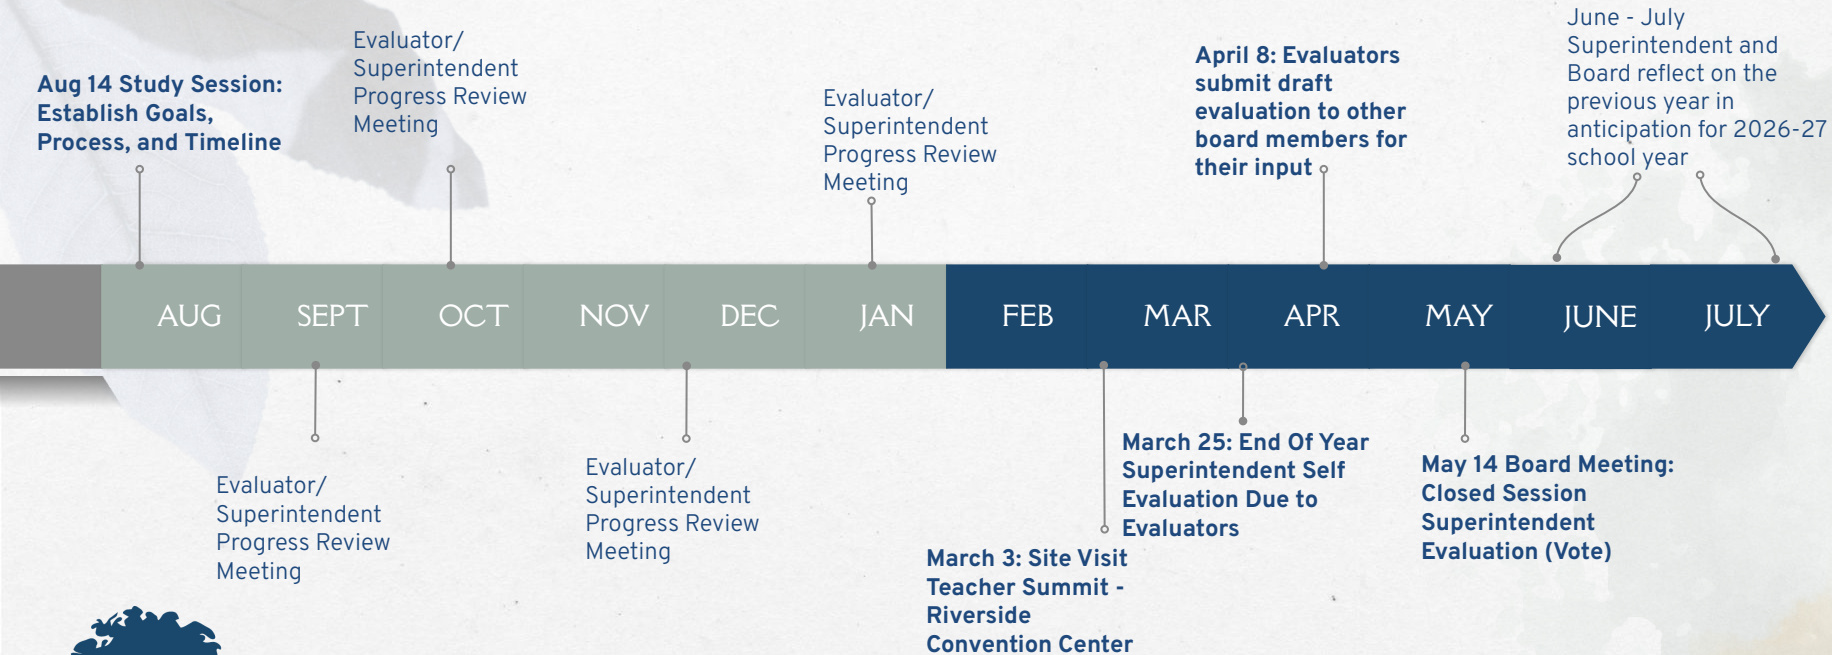 Aug 14 Study Session:
Establish Goals,
Process, and Timeline
Evaluator/
Superintendent
Progress Review
Meeting
Evaluator/
Superintendent
Progress Review
Meeting
April 8: Evaluators
submit draft
evaluation to other
board members for
their input
June - July
Superintendent and
Board reflect on the
previous year in
anticipation for 2026-27
school year
AUG SEPT OCT NOV DEC JAN FEB MAR APR MAY JUNE JULY
Evaluator/
Superintendent
Progress Review
Meeting
Evaluator/
Superintendent
Progress Review
Meeting
March 3: Site Visit
Teacher Summit -
Riverside
Convention Center
March 25: End Of Year
Superintendent Self
Evaluation Due to
Evaluators
May 14 Board Meeting:
Closed Session
Superintendent
Evaluation (Vote)